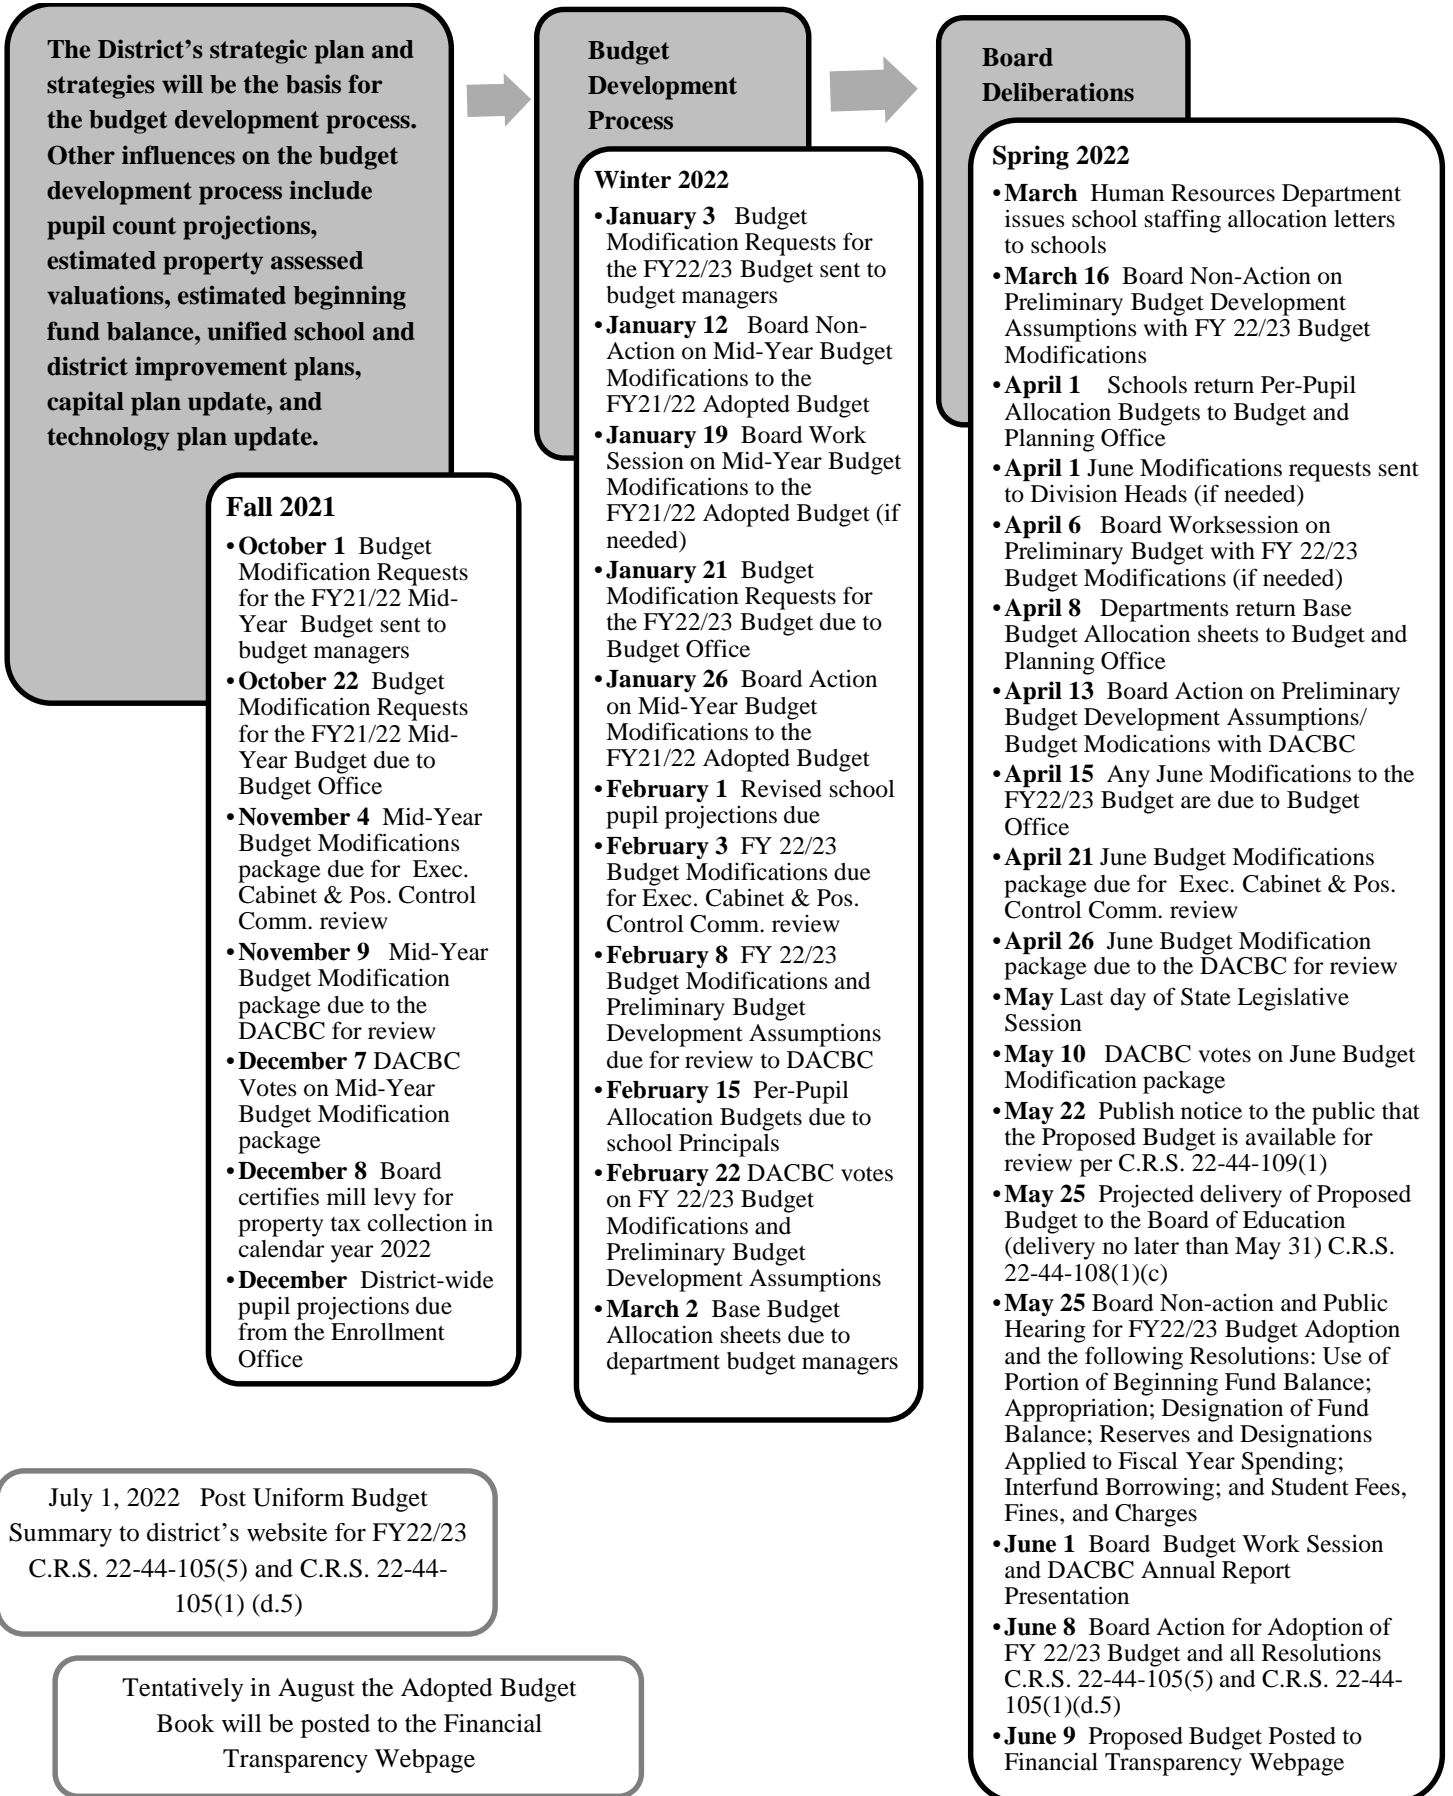 The District’s strategic plan and
strategies will be the basis for
the budget development process.
Other influences on the budget
development process include
pupil count projections,
estimated property assessed
valuations, estimated beginning
fund balance, unified school and
district improvement plans,
capital plan update, and
technology plan update.
Fall 2021
•October 1 Budget
Modification Requests
for the FY21/22 Mid-
Year Budget sent to
budget managers
•October 22 Budget
Modification Requests
for the FY21/22 Mid-
Year Budget due to
Budget Office
•November 4 Mid-Year
Budget Modifications
package due for Exec.
Cabinet & Pos. Control
Comm. review
•November 9 Mid-Year
Budget Modification
package due to the
DACBC for review
•December 7 DACBC
Votes on Mid-Year
Budget Modification
package
•December 8 Board
certifies mill levy for
property tax collection in
calendar year 2022
•December District-wide
pupil projections due
from the Enrollment
Office
Budget
Development
Process
Winter 2022
•January 3 Budget
Modification Requests for
the FY22/23 Budget sent to
budget managers
•January 12 Board Non-
Action on Mid-Year Budget
Modifications to the
FY21/22 Adopted Budget
•January 19 Board Work
Session on Mid-Year Budget
Modifications to the
FY21/22 Adopted Budget (if
needed)
•January 21 Budget
Modification Requests for
the FY22/23 Budget due to
Budget Office
•January 26 Board Action
on Mid-Year Budget
Modifications to the
FY21/22 Adopted Budget
•February 1 Revised school
pupil projections due
•February 3 FY 22/23
Budget Modifications due
for Exec. Cabinet & Pos.
Control Comm. review
•February 8 FY 22/23
Budget Modifications and
Preliminary Budget
Development Assumptions
due for review to DACBC
•February 15 Per-Pupil
Allocation Budgets due to
school Principals
•February 22 DACBC votes
on FY 22/23 Budget
Modifications and
Preliminary Budget
Development Assumptions
•March 2 Base Budget
Allocation sheets due to
department budget managers
Board
Deliberations
Spring 2022
•March Human Resources Department
issues school staffing allocation letters
to schools
•March 16 Board Non-Action on
Preliminary Budget Development
Assumptions with FY 22/23 Budget
Modifications
•April 1 Schools return Per-Pupil
Allocation Budgets to Budget and
Planning Office
•April 1 June Modifications requests sent
to Division Heads (if needed)
•April 6 Board Worksession on
Preliminary Budget with FY 22/23
Budget Modifications (if needed)
•April 8 Departments return Base
Budget Allocation sheets to Budget and
Planning Office
•April 13 Board Action on Preliminary
Budget Development Assumptions/
Budget Modications with DACBC
•April 15 Any June Modifications to the
FY22/23 Budget are due to Budget
Office
•April 21 June Budget Modifications
package due for Exec. Cabinet & Pos.
Control Comm. review
•April 26 June Budget Modification
package due to the DACBC for review
•May Last day of State Legislative
Session
•May 10 DACBC votes on June Budget
Modification package
•May 22 Publish notice to the public that
the Proposed Budget is available for
review per C.R.S. 22-44-109(1)
•May 25 Projected delivery of Proposed
Budget to the Board of Education
(delivery no later than May 31) C.R.S.
22-44-108(1)(c)
•May 25 Board Non-action and Public
Hearing for FY22/23 Budget Adoption
and the following Resolutions: Use of
Portion of Beginning Fund Balance;
Appropriation; Designation of Fund
Balance; Reserves and Designations
Applied to Fiscal Year Spending;
Interfund Borrowing; and Student Fees,
Fines, and Charges
•June 1 Board Budget Work Session
and DACBC Annual Report
Presentation
•June 8 Board Action for Adoption of
FY 22/23 Budget and all Resolutions
C.R.S. 22-44-105(5) and C.R.S. 22-44-
105(1)(d.5)
•June 9 Proposed Budget Posted to
Financial Transparency Webpage
July 1, 2022 Post Uniform Budget
Summary to district’s website for FY22/23
C.R.S. 22-44-105(5) and C.R.S. 22-44-
105(1) (d.5)
Tentatively in August the Adopted Budget
Book will be posted to the Financial
Transparency Webpage